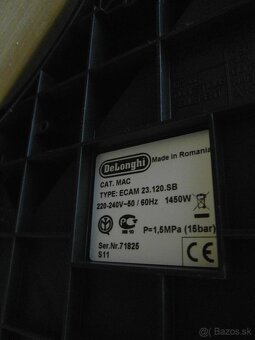 DeLonghi
Made in Romania
CAT. MAC
TYPE: ECAM 23.120.SB
220-240V~50 / 60Hz 1450W
P=1,5MPa (15bar)
Ser.Nr.71825
S11
CE
© Bazos.sk